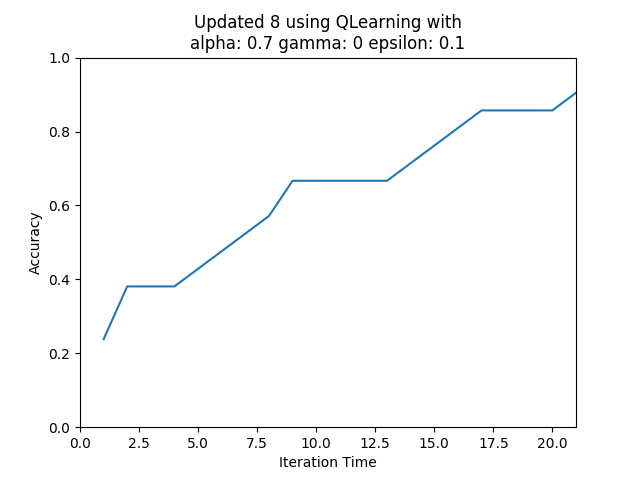 Updated 8 using QLearning with
alpha: 0.7 gamma: 0 epsilon: 0.1
1.0
0.8
0.6
0.4
0.2
0.0
Accuracy
0.0 2.5 5.0 7.5 10.0 12.5 15.0 17.5 20.0
Iteration Time